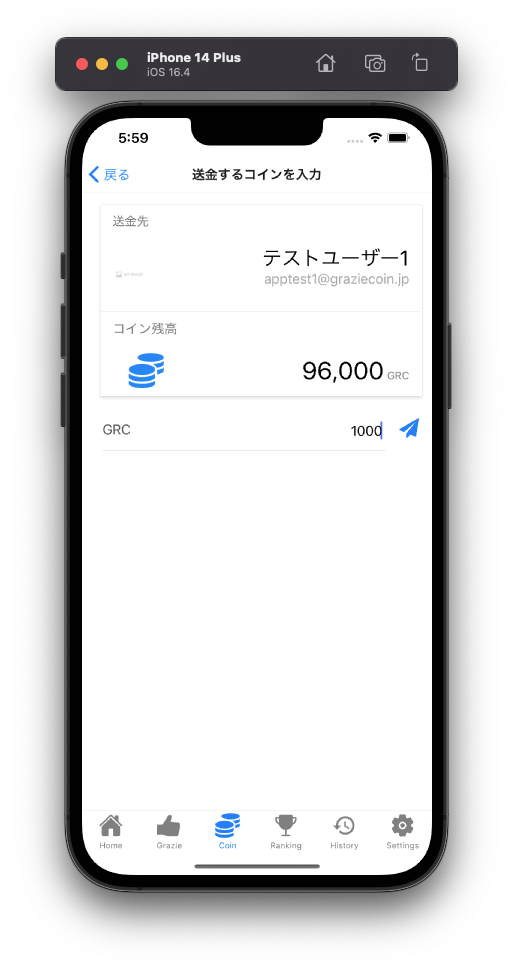 iPhone 14 Plus
iOS 16.4
5:59
戻る
送金するコインを入力
送金先
テストユーザー1
apptest1@graziecoin.jp
コイン残高
96,000 GRC
GRC
1000
Home
Grazie
Coin
Ranking
History
Settings